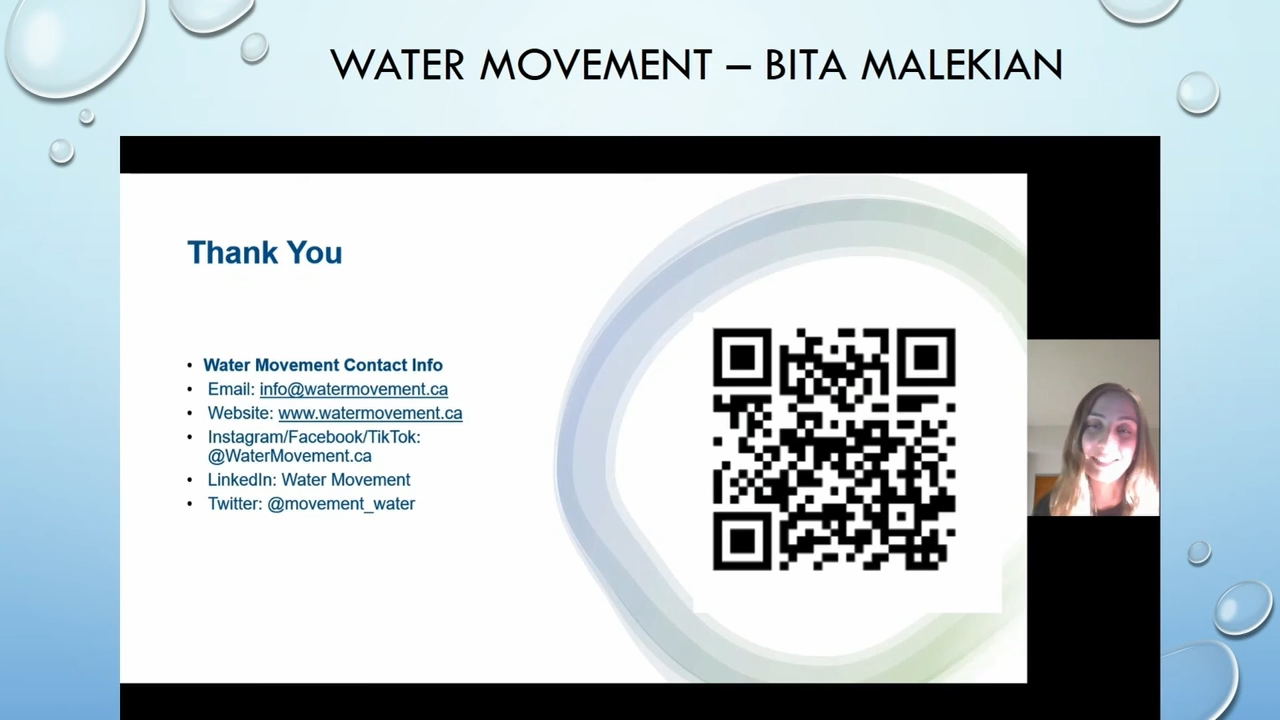 WATER MOVEMENT – BITA MALEKIAN
Thank You
• Water Movement Contact Info
• Email: info@watermovement.ca
• Website: www.watermovement.ca
• Instagram/Facebook/TikTok:
@WaterMovement.ca
• LinkedIn: Water Movement
• Twitter: @movement_water